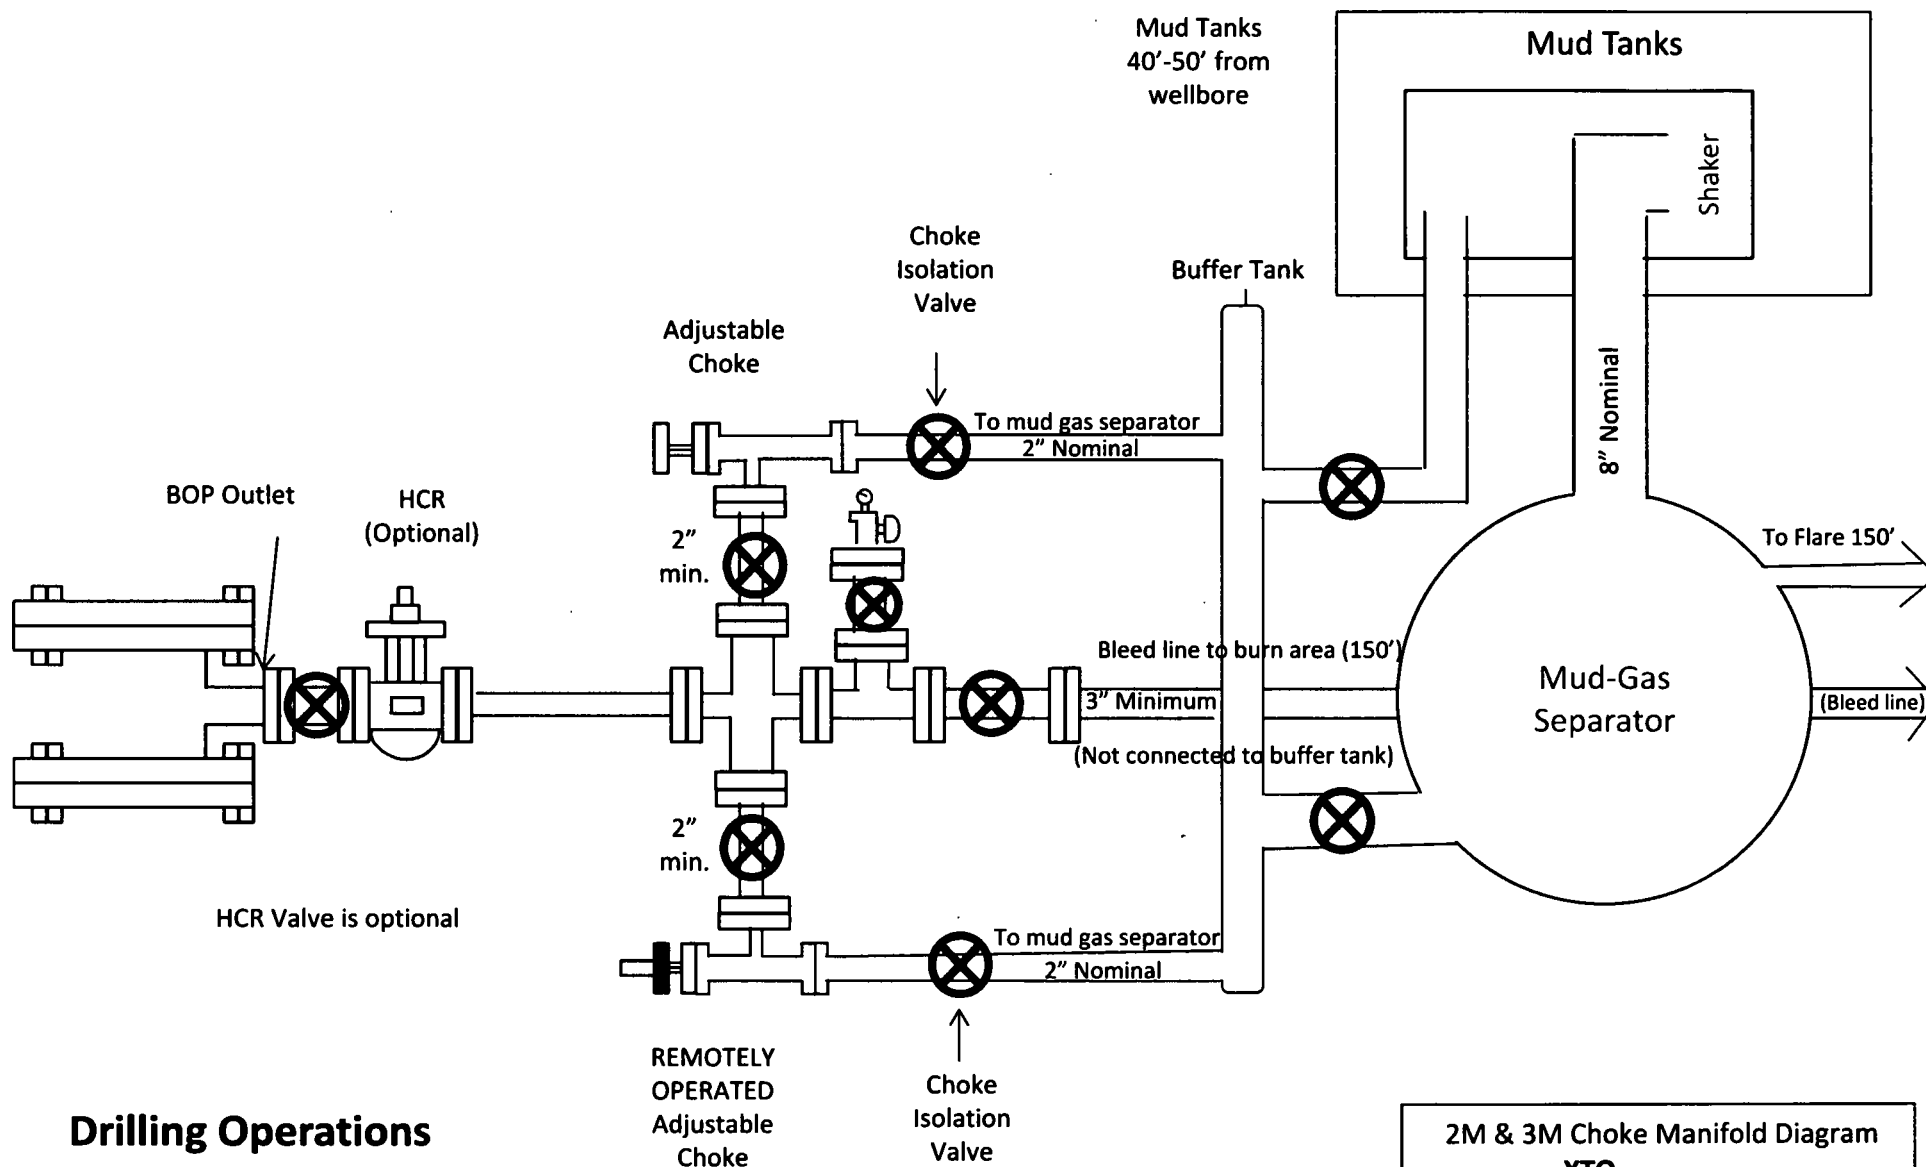 Mud Tanks
40’-50’ from
wellbore
Mud Tanks
Shaker
Choke
Isolation
Valve
Buffer Tank
Adjustable
Choke
8” Nominal
To mud gas separator
2” Nominal
BOP Outlet
HCR
(Optional)
2”
min.
To Flare 150’
Bleed line to burn area (150’)
3” Minimum
(Not connected to buffer tank)
Mud-Gas
Separator
(Bleed line)
2”
min.
HCR Valve is optional
To mud gas separator
2” Nominal
REMOTELY
OPERATED
Adjustable
Choke
Choke
Isolation
Valve
Drilling Operations
2M & 3M Choke Manifold Diagram
XTO